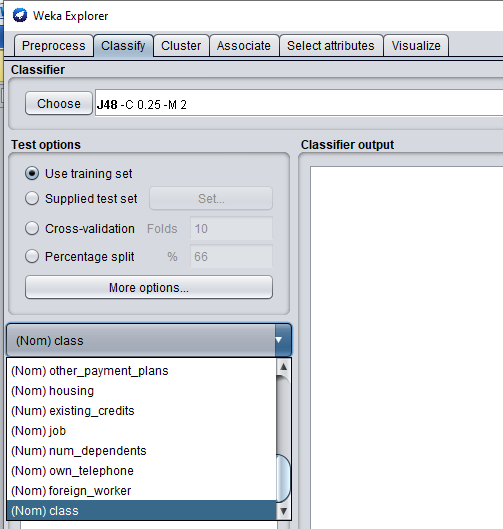 Weka Explorer
Preprocess Classify Cluster Associate Select attributes Visualize
Classifier
Choose J48 -C 0.25 -M 2
Test options
Use training set
Supplied test set Set...
Cross-validation Folds 10
Percentage split % 66
More options...
(Nom) class
(Nom) other_payment_plans
(Nom) housing
(Num) existing_credits
(Nom) job
(Num) num_dependents
(Nom) own_telephone
(Nom) foreign_worker
(Nom) class
Classifier output